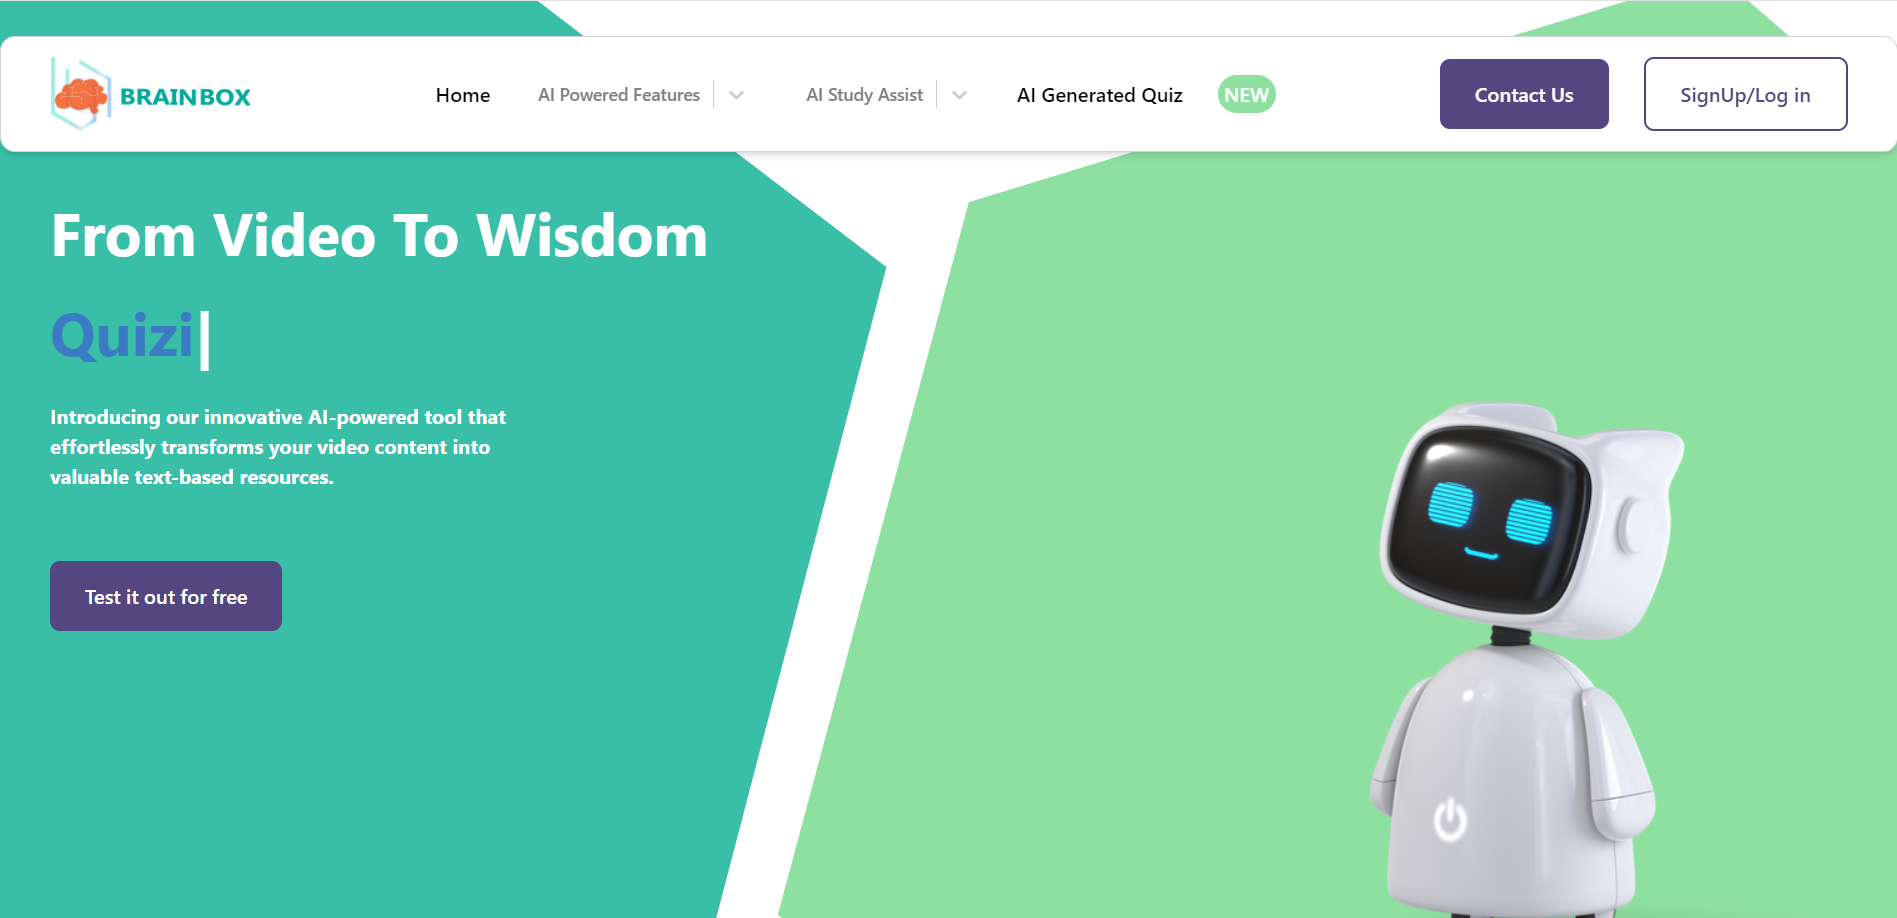 BRAINBOX
Home AI Powered Features AI Study Assist AI Generated Quiz NEW Contact Us SignUp/Log in
From Video To Wisdom
Quizi|
Introducing our innovative AI-powered tool that
effortlessly transforms your video content into
valuable text-based resources.
Test it out for free